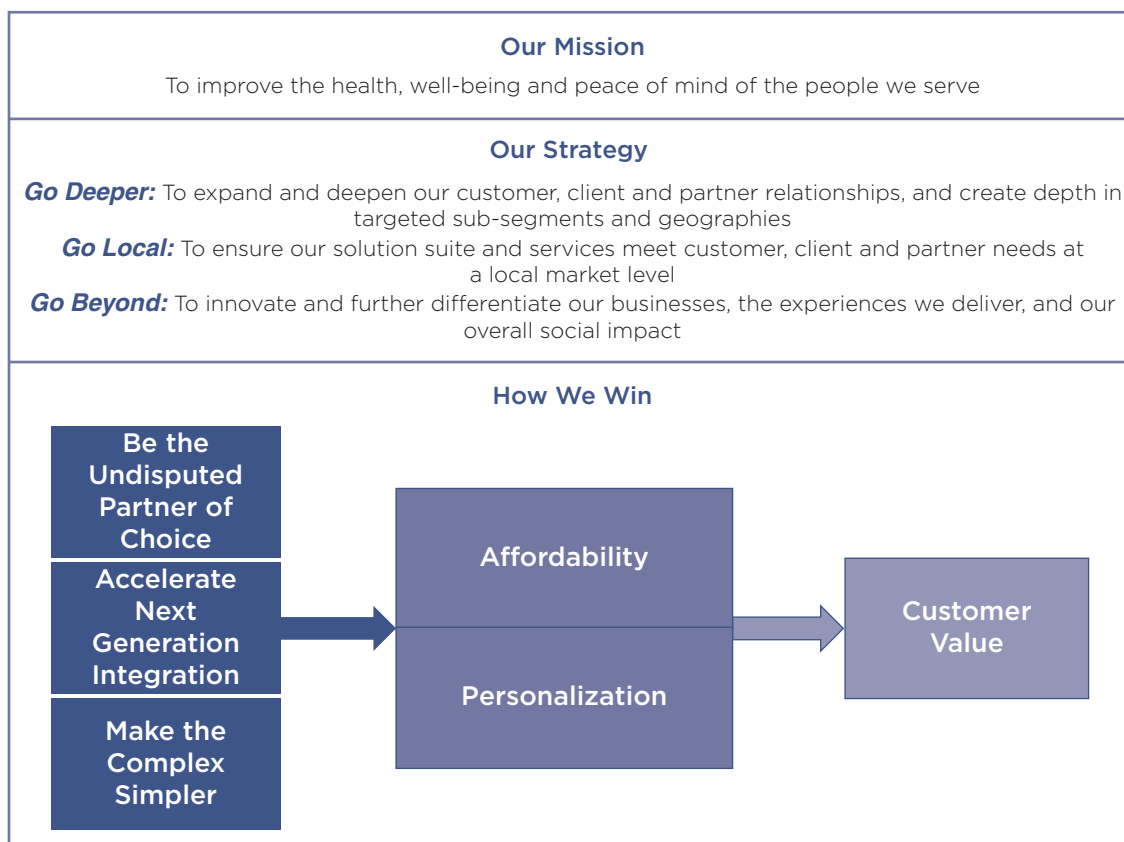 Our Mission
To improve the health, well-being and peace of mind of the people we serve
Our Strategy
Go Deeper: To expand and deepen our customer, client and partner relationships, and create depth in
targeted sub-segments and geographies
Go Local: To ensure our solution suite and services meet customer, client and partner needs at
a local market level
Go Beyond: To innovate and further differentiate our businesses, the experiences we deliver, and our
overall social impact
How We Win
Be the
Undisputed
Partner of
Choice
Accelerate
Next
Generation
Integration
Make the
Complex
Simpler
Affordability
Personalization
Customer
Value